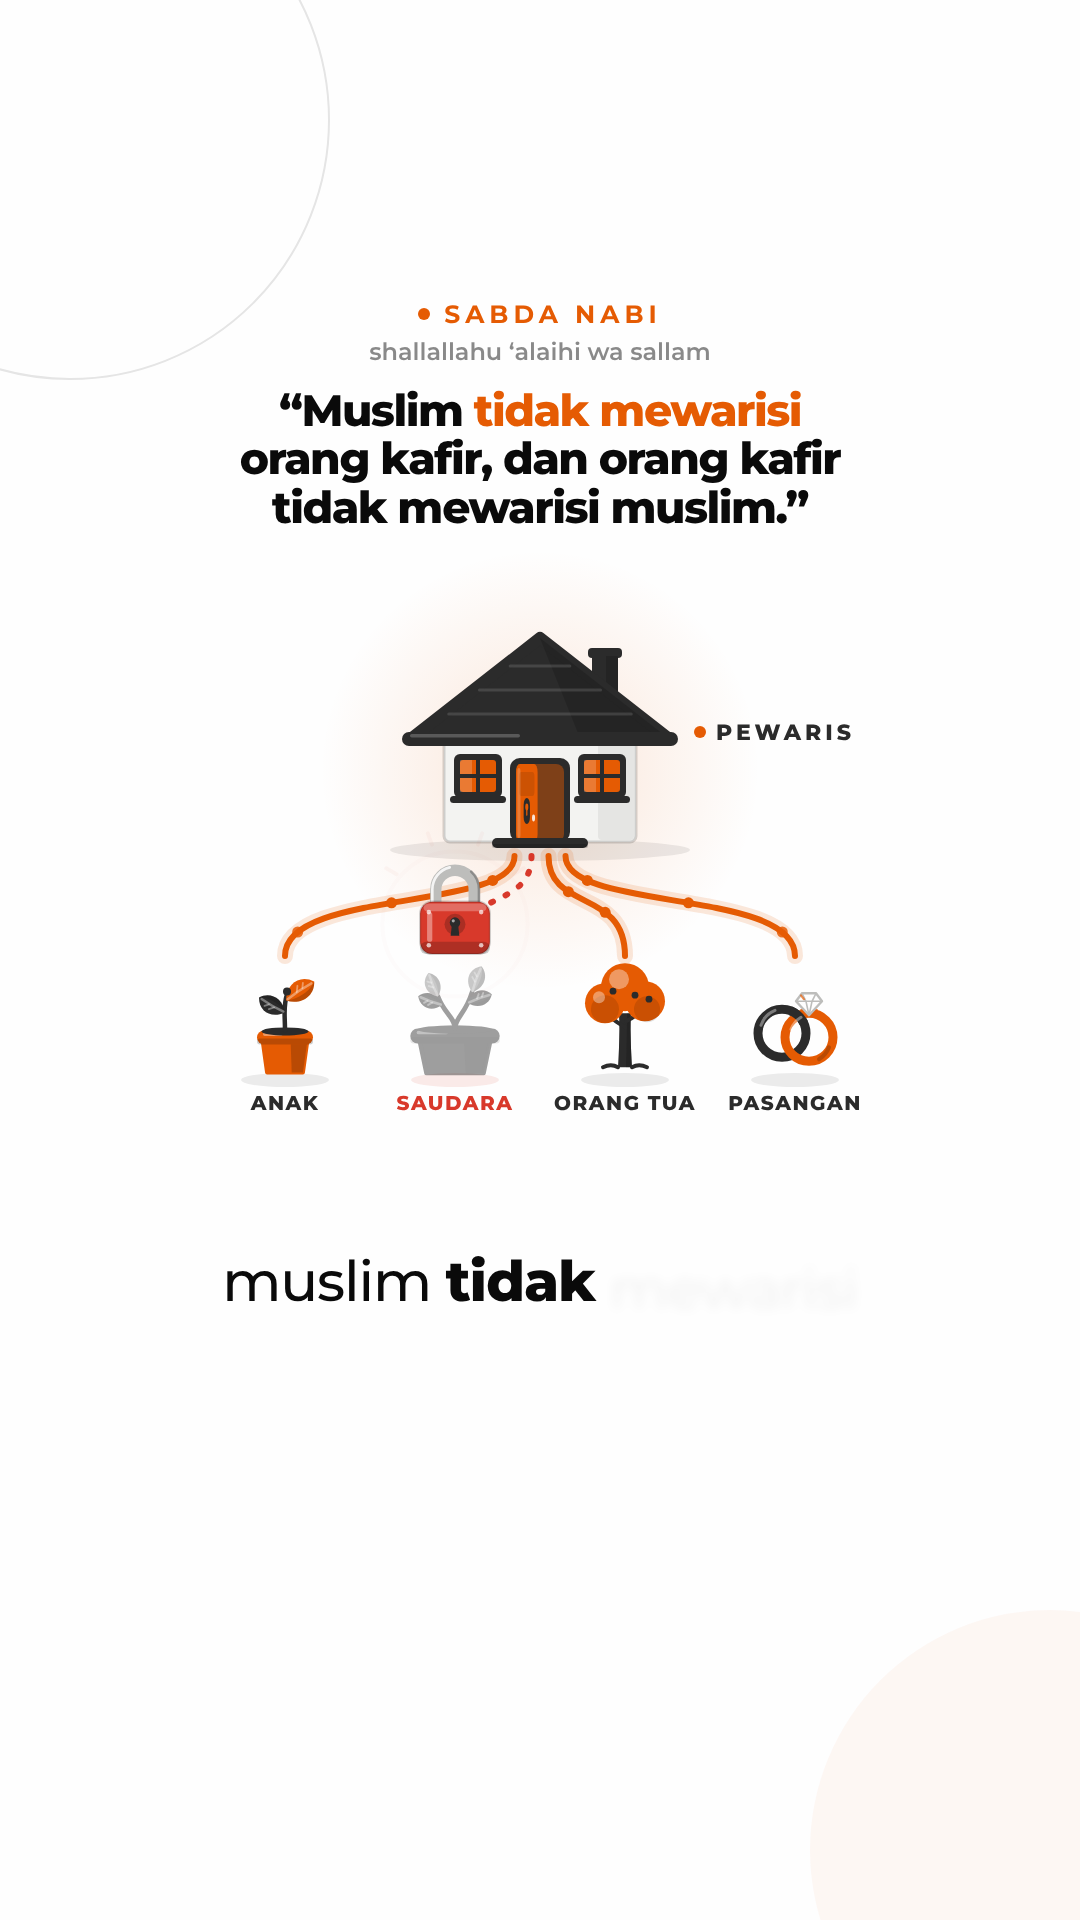 SABDA NABI
shallallahu ‘alaihi wa sallam
“Muslim tidak mewarisi
orang kafir, dan orang kafir
tidak mewarisi muslim.”
PEWARIS
ANAK
SAUDARA
ORANG TUA
PASANGAN
muslim tidak mewarisi